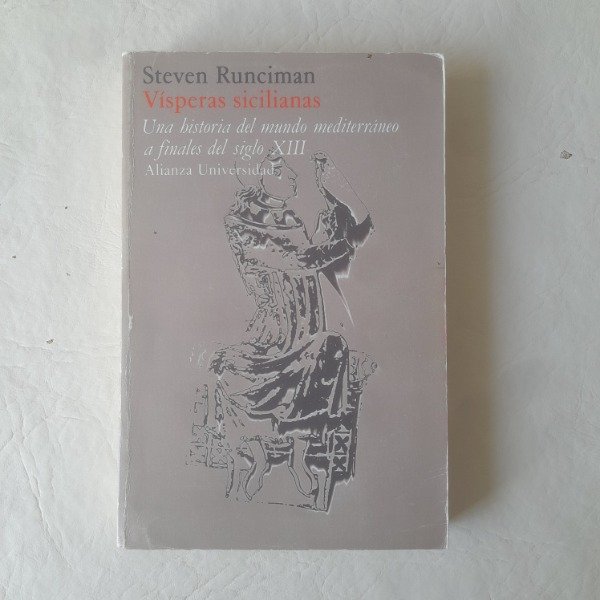 Steven Runciman
Vísperas sicilianas
Una historia del mundo mediterráneo
a finales del siglo XIII
Alianza Universidad